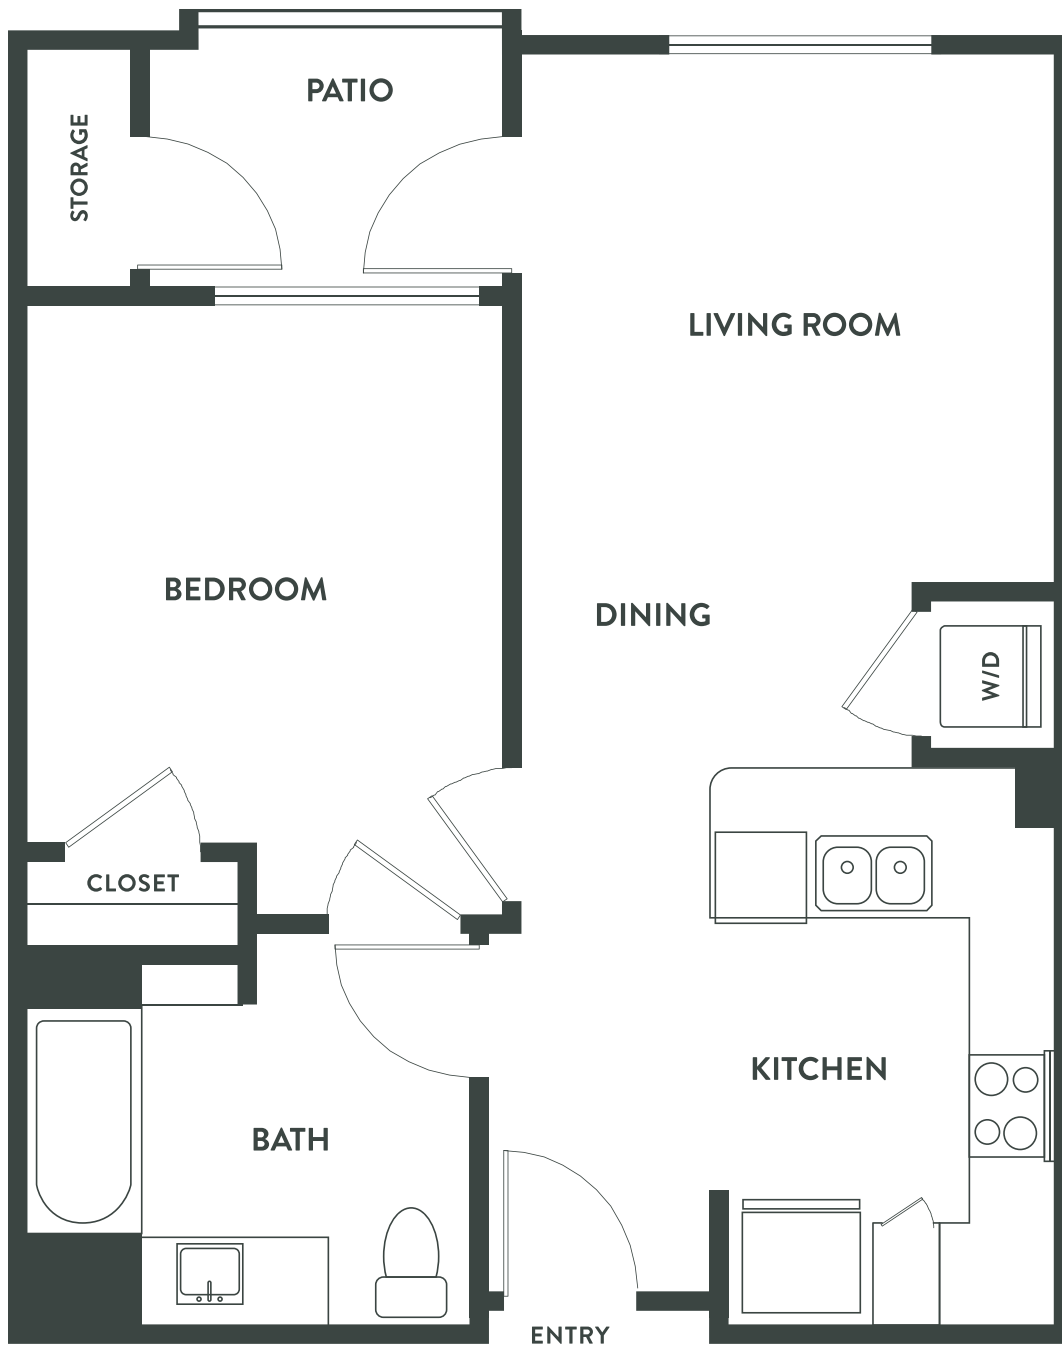 PATIO
STORAGE
LIVING ROOM
BEDROOM
DINING
W/D
CLOSET
KITCHEN
BATH
ENTRY